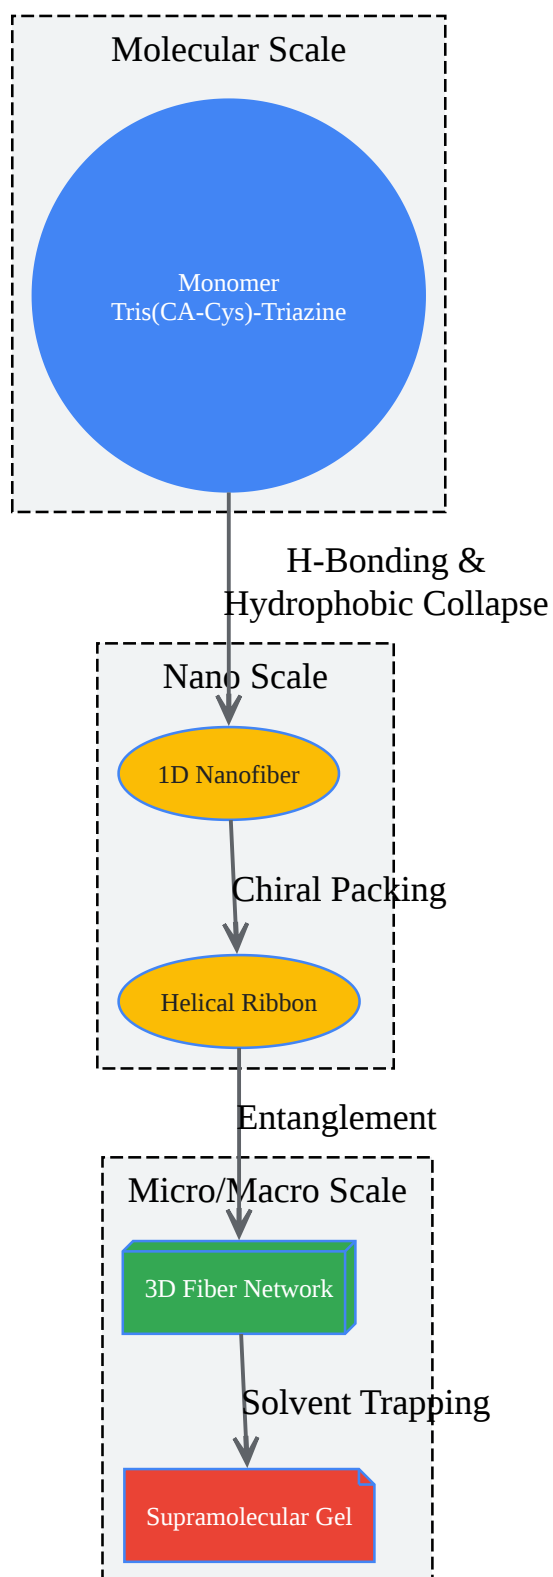 Molecular Scale
Monomer
Tris(CA-Cys)-Triazine
H-Bonding &
Hydrophobic Collapse
Nano Scale
1D Nanofiber
Chiral Packing
Helical Ribbon
Entanglement
Micro/Macro Scale
3D Fiber Network
Solvent Trapping
Supramolecular Gel